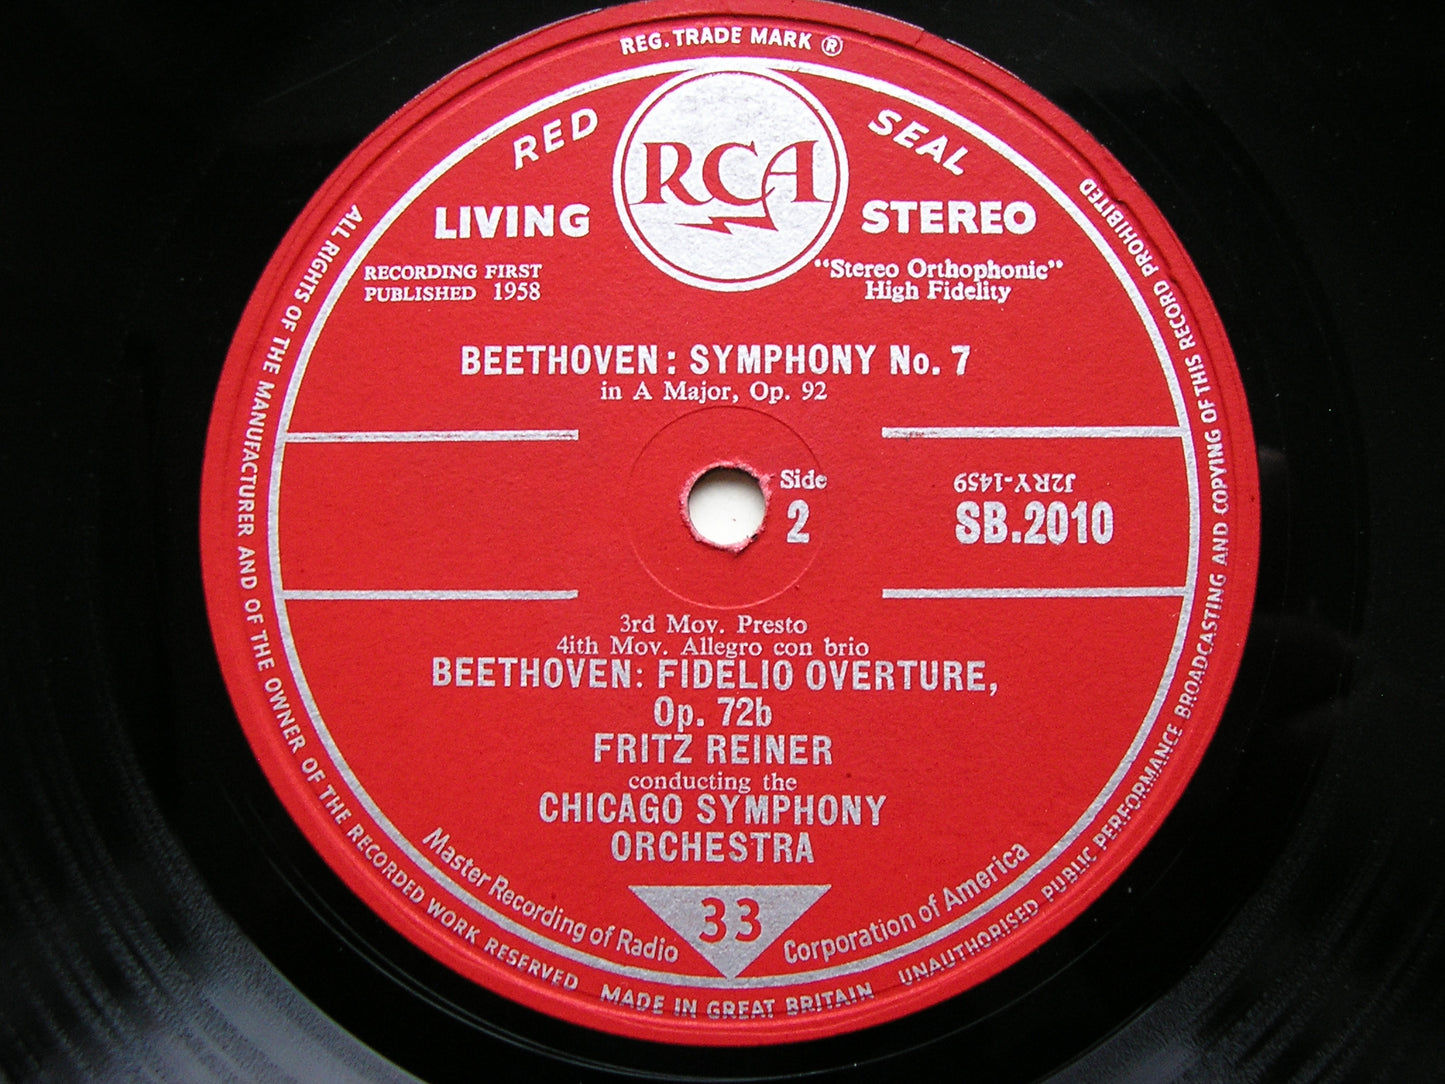 REG. TRADE MARK ®
RED SEAL
RCA
LIVING STEREO
RECORDING FIRST
PUBLISHED 1958
"Stereo Orthophonic"
High Fidelity
BEETHOVEN: SYMPHONY No. 7
in A Major, Op. 92
Side
2
J2RY-1459
SB.2010
3rd Mov. Presto
4ith Mov. Allegro con brio
BEETHOVEN: FIDELIO OVERTURE,
Op. 72b
FRITZ REINER
conducting the
CHICAGO SYMPHONY
ORCHESTRA
33
Master Recording of Radio Corporation of America
ALL RIGHTS OF THE MANUFACTURER AND OF THE OWNER OF THE RECORDED WORK RESERVED
MADE IN GREAT BRITAIN
UNAUTHORISED PUBLIC PERFORMANCE BROADCASTING AND COPYING OF THIS RECORD PROHIBITED